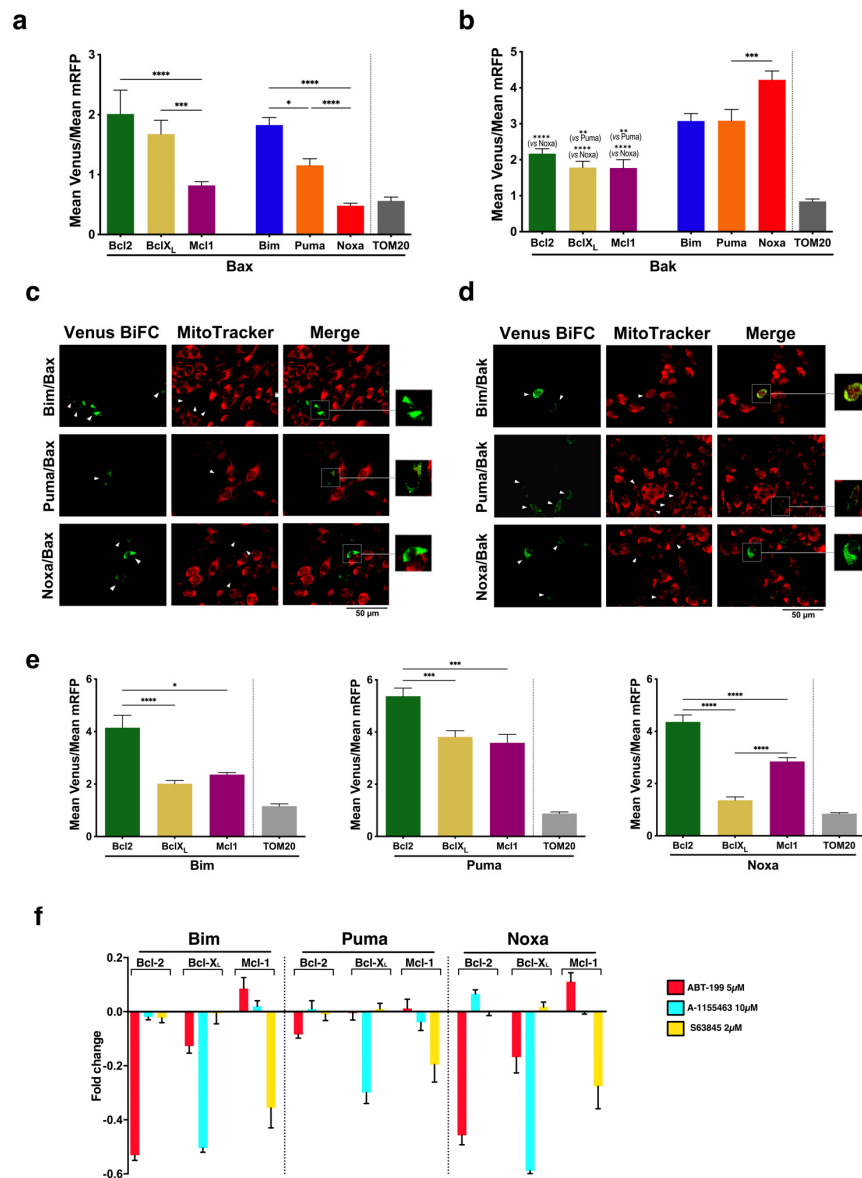 a
Mean Venus/Mean mRFP
3
2
1
0
****
***
****
*
****
Bcl2
BclXL
Mcl1
Bim
Puma
Noxa
TOM20
Bax
b
Mean Venus/Mean mRFP
5
4
3
2
1
0
***
****
(vs Noxa)
**
(vs Puma)
****
(vs Noxa)
**
(vs Puma)
****
(vs Noxa)
Bcl2
BclXL
Mcl1
Bim
Puma
Noxa
TOM20
Bak
c
Venus BiFC
MitoTracker
Merge
Bim/Bax
Puma/Bax
Noxa/Bax
50 µm
d
Venus BiFC
MitoTracker
Merge
Bim/Bak
Puma/Bak
Noxa/Bak
50 µm
e
Mean Venus/Mean mRFP
6
4
2
0
*
****
Bcl2
BclXL
Mcl1
TOM20
Bim
Mean Venus/Mean mRFP
6
4
2
0
***
***
Bcl2
BclXL
Mcl1
TOM20
Puma
Mean Venus/Mean mRFP
6
4
2
0
****
****
****
Bcl2
BclXL
Mcl1
TOM20
Noxa
f
Bim
Puma
Noxa
Bcl-2
Bcl-XL
Mcl-1
Bcl-2
Bcl-XL
Mcl-1
Bcl-2
Bcl-XL
Mcl-1
Fold change
0.2
0.0
-0.2
-0.4
-0.6
ABT-199 5µM
A-1155463 10µM
S63845 2µM